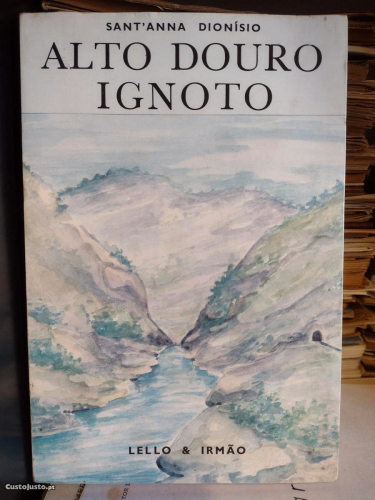 SANT'ANNA DIONÍSIO
ALTO DOURO
IGNOTO
LELLO & IRMÃO
CustoJusto.pt